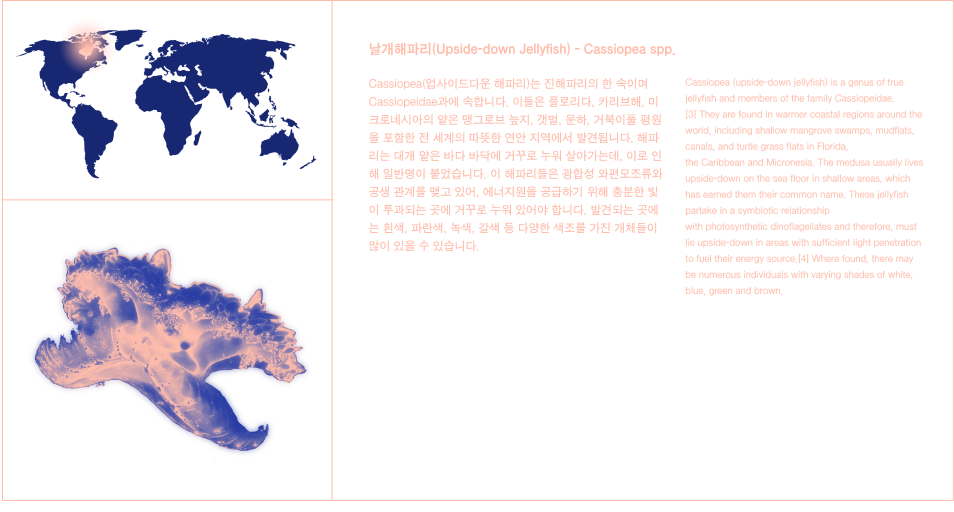 날개해파리(Upside-down Jellyfish) - Cassiopea spp.
Cassiopea(업사이드다운 해파리)는 진해파리의 한 속이며
Cassiopeidae과에 속합니다. 이들은 플로리다, 카리브해, 미
크로네시아의 얕은 맹그로브 늪지, 갯벌, 운하, 거북이풀 평원
을 포함한 전 세계의 따뜻한 연안 지역에서 발견됩니다. 해파
리는 대개 얕은 바다 바닥에 거꾸로 누워 살아가는데, 이로 인
해 일반명이 붙었습니다. 이 해파리들은 광합성 와편모조류와
공생 관계를 맺고 있어, 에너지원을 공급하기 위해 충분한 빛
이 투과되는 곳에 거꾸로 누워 있어야 합니다. 발견되는 곳에
는 흰색, 파란색, 녹색, 갈색 등 다양한 색조를 가진 개체들이
많이 있을 수 있습니다.
Cassiopea (upside-down jellyfish) is a genus of true
jellyfish and members of the family Cassiopeidae.
[3] They are found in warmer coastal regions around the
world, including shallow mangrove swamps, mudflats,
canals, and turtle grass flats in Florida,
the Caribbean and Micronesia. The medusa usually lives
upside-down on the sea floor in shallow areas, which
has earned them their common name. These jellyfish
partake in a symbiotic relationship
with photosynthetic dinoflagellates and therefore, must
lie upside-down in areas with sufficient light penetration
to fuel their energy source.[4] Where found, there may
be numerous individuals with varying shades of white,
blue, green and brown.